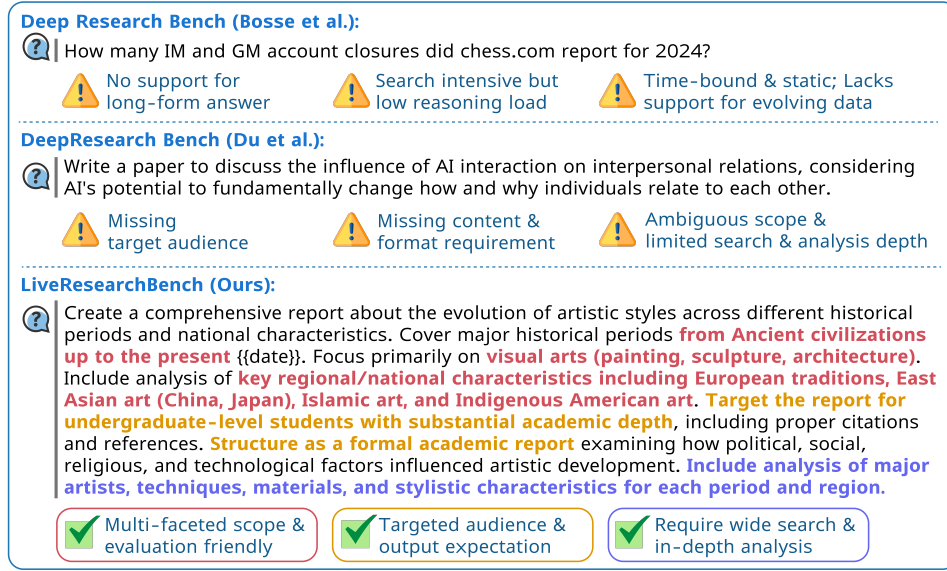 Deep Research Bench (Bosse et al.):
How many IM and GM account closures did chess.com report for 2024?
No support for
long-form answer
Search intensive but
low reasoning load
Time-bound & static; Lacks
support for evolving data
DeepResearch Bench (Du et al.):
Write a paper to discuss the influence of AI interaction on interpersonal relations, considering
AI's potential to fundamentally change how and why individuals relate to each other.
Missing
target audience
Missing content &
format requirement
Ambiguous scope &
limited search & analysis depth
LiveResearchBench (Ours):
Create a comprehensive report about the evolution of artistic styles across different historical
periods and national characteristics. Cover major historical periods from Ancient civilizations
up to the present {{date}}. Focus primarily on visual arts (painting, sculpture, architecture).
Include analysis of key regional/national characteristics including European traditions, East
Asian art (China, Japan), Islamic art, and Indigenous American art. Target the report for
undergraduate-level students with substantial academic depth, including proper citations
and references. Structure as a formal academic report examining how political, social,
religious, and technological factors influenced artistic development. Include analysis of major
artists, techniques, materials, and stylistic characteristics for each period and region.
Multi-faceted scope &
evaluation friendly
Targeted audience &
output expectation
Require wide search &
in-depth analysis